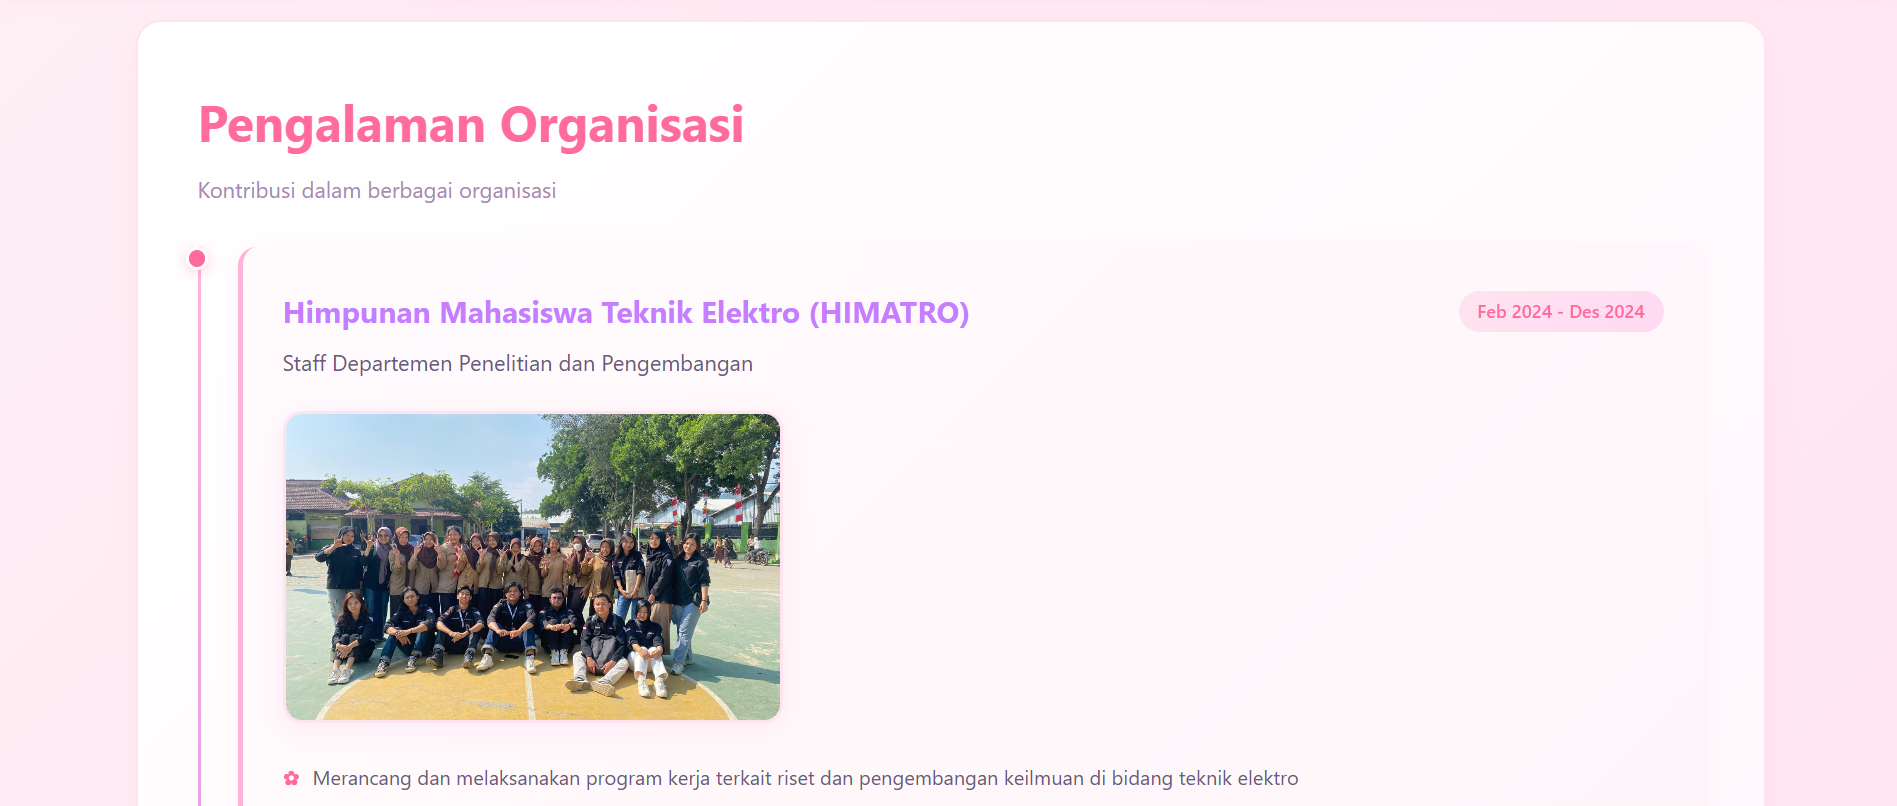 Pengalaman Organisasi
Kontribusi dalam berbagai organisasi
Himpunan Mahasiswa Teknik Elektro (HIMATRO)
Feb 2024 - Des 2024
Staff Departemen Penelitian dan Pengembangan
Merancang dan melaksanakan program kerja terkait riset dan pengembangan keilmuan di bidang teknik elektro